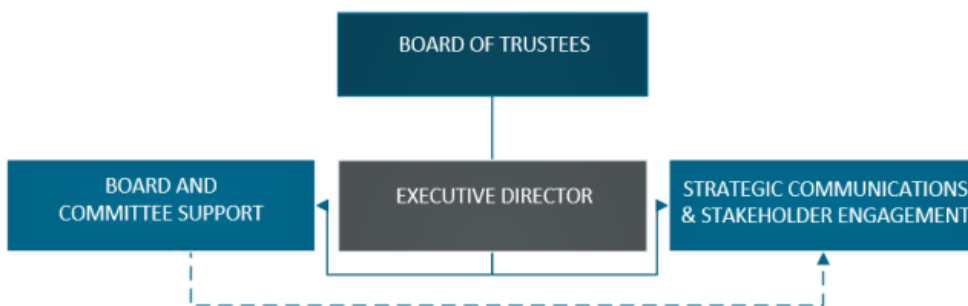 BOARD OF TRUSTEES
BOARD AND
COMMITTEE SUPPORT
EXECUTIVE DIRECTOR
STRATEGIC COMMUNICATIONS
& STAKEHOLDER ENGAGEMENT